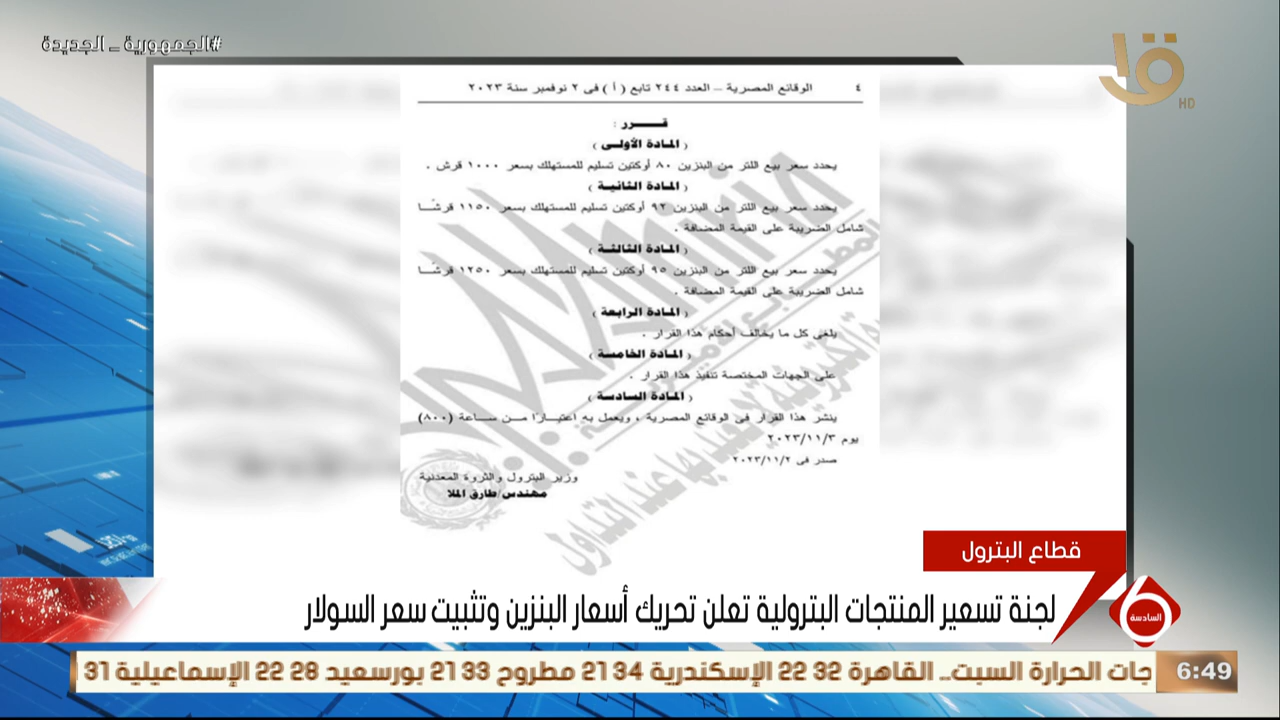 #الجمهورية_الجديدة
HD
٤ الوقائع المصرية – العدد ٢٤٤ تابع ( أ ) فى ٢ نوفمبر سنة ٢٠٢٣
قـــرر :
( المادة الأولى )
يحدد سعر بيع اللتر من البنزين ٨٠ أوكتين تسليم للمستهلك بسعر ١٠٠٠ قرش .
( المادة الثانية )
يحدد سعر بيع اللتر من البنزين ٩٢ أوكتين تسليم للمستهلك بسعر ١١٥٠ قرشًا
شامل الضريبة على القيمة المضافة .
( المادة الثالثة )
يحدد سعر بيع اللتر من البنزين ٩٥ أوكتين تسليم للمستهلك بسعر ١٢٥٠ قرشًا
شامل الضريبة على القيمة المضافة .
( المادة الرابعة )
يلغى كل ما يخالف أحكام هذا القرار .
( المادة الخامسة )
على الجهات المختصة تنفيذ هذا القرار .
( المادة السادسة )
ينشر هذا القرار فى الوقائع المصرية ، ويعمل به اعتبارًا من ساعة (٨٠٠)
يوم ٢٠٢٣/١١/٣
صدر فى ٢٠٢٣/١١/٢
وزير البترول والثروة المعدنية
مهندس/طارق الملا
قطاع البترول
لجنة تسعير المنتجات البترولية تعلن تحريك أسعار البنزين وتثبيت سعر السولار
السادسة
6:49 جات الحرارة السبت.. القاهرة 32 22 الإسكندرية 34 21 مطروح 33 21 بورسعيد 28 22 الإسماعيلية 31